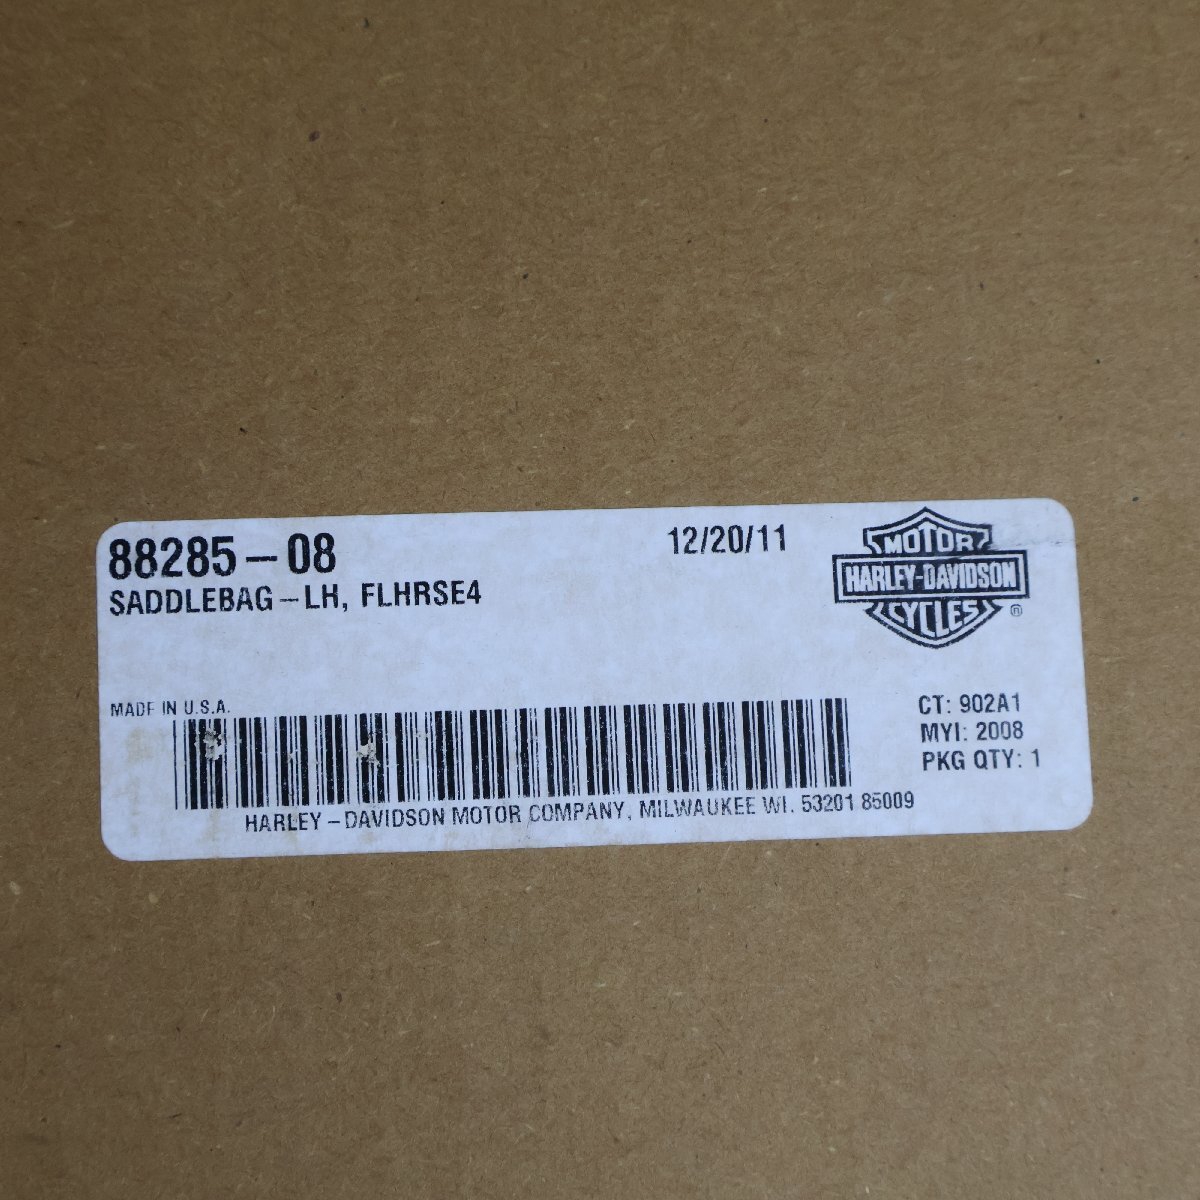 88285-08
SADDLEBAG-LH, FLHRSE4
12/20/11
MOTOR
HARLEY-DAVIDSON
CYCLES
®
MADE IN U.S.A.
CT: 902A1
MYI: 2008
PKG QTY: 1
HARLEY-DAVIDSON MOTOR COMPANY, MILWAUKEE WI. 53201 85009